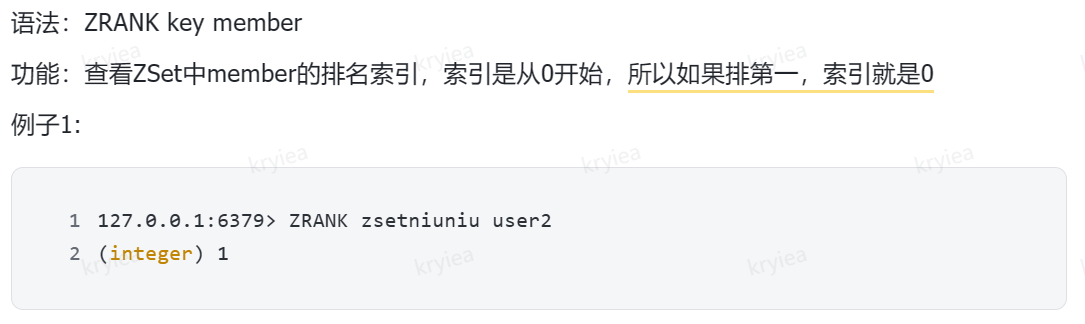 语法：ZRANK key member
功能：查看ZSet中member的排名索引，索引是从0开始，所以如果排第一，索引就是0
例子1:
kryiea kryiea kryiea
kryiea kryiea kryiea
1 127.0.0.1:6379> ZRANK zsetniuniu user2
2 (integer) 1
kryiea kryiea kryiea